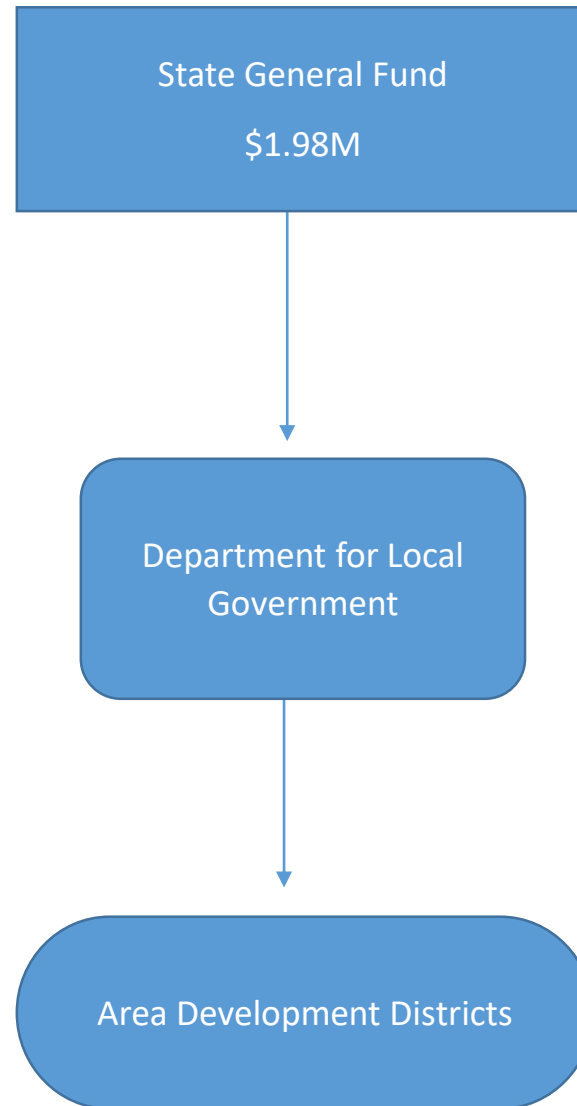 State General Fund
$1.98M
Department for Local
Government
Area Development Districts